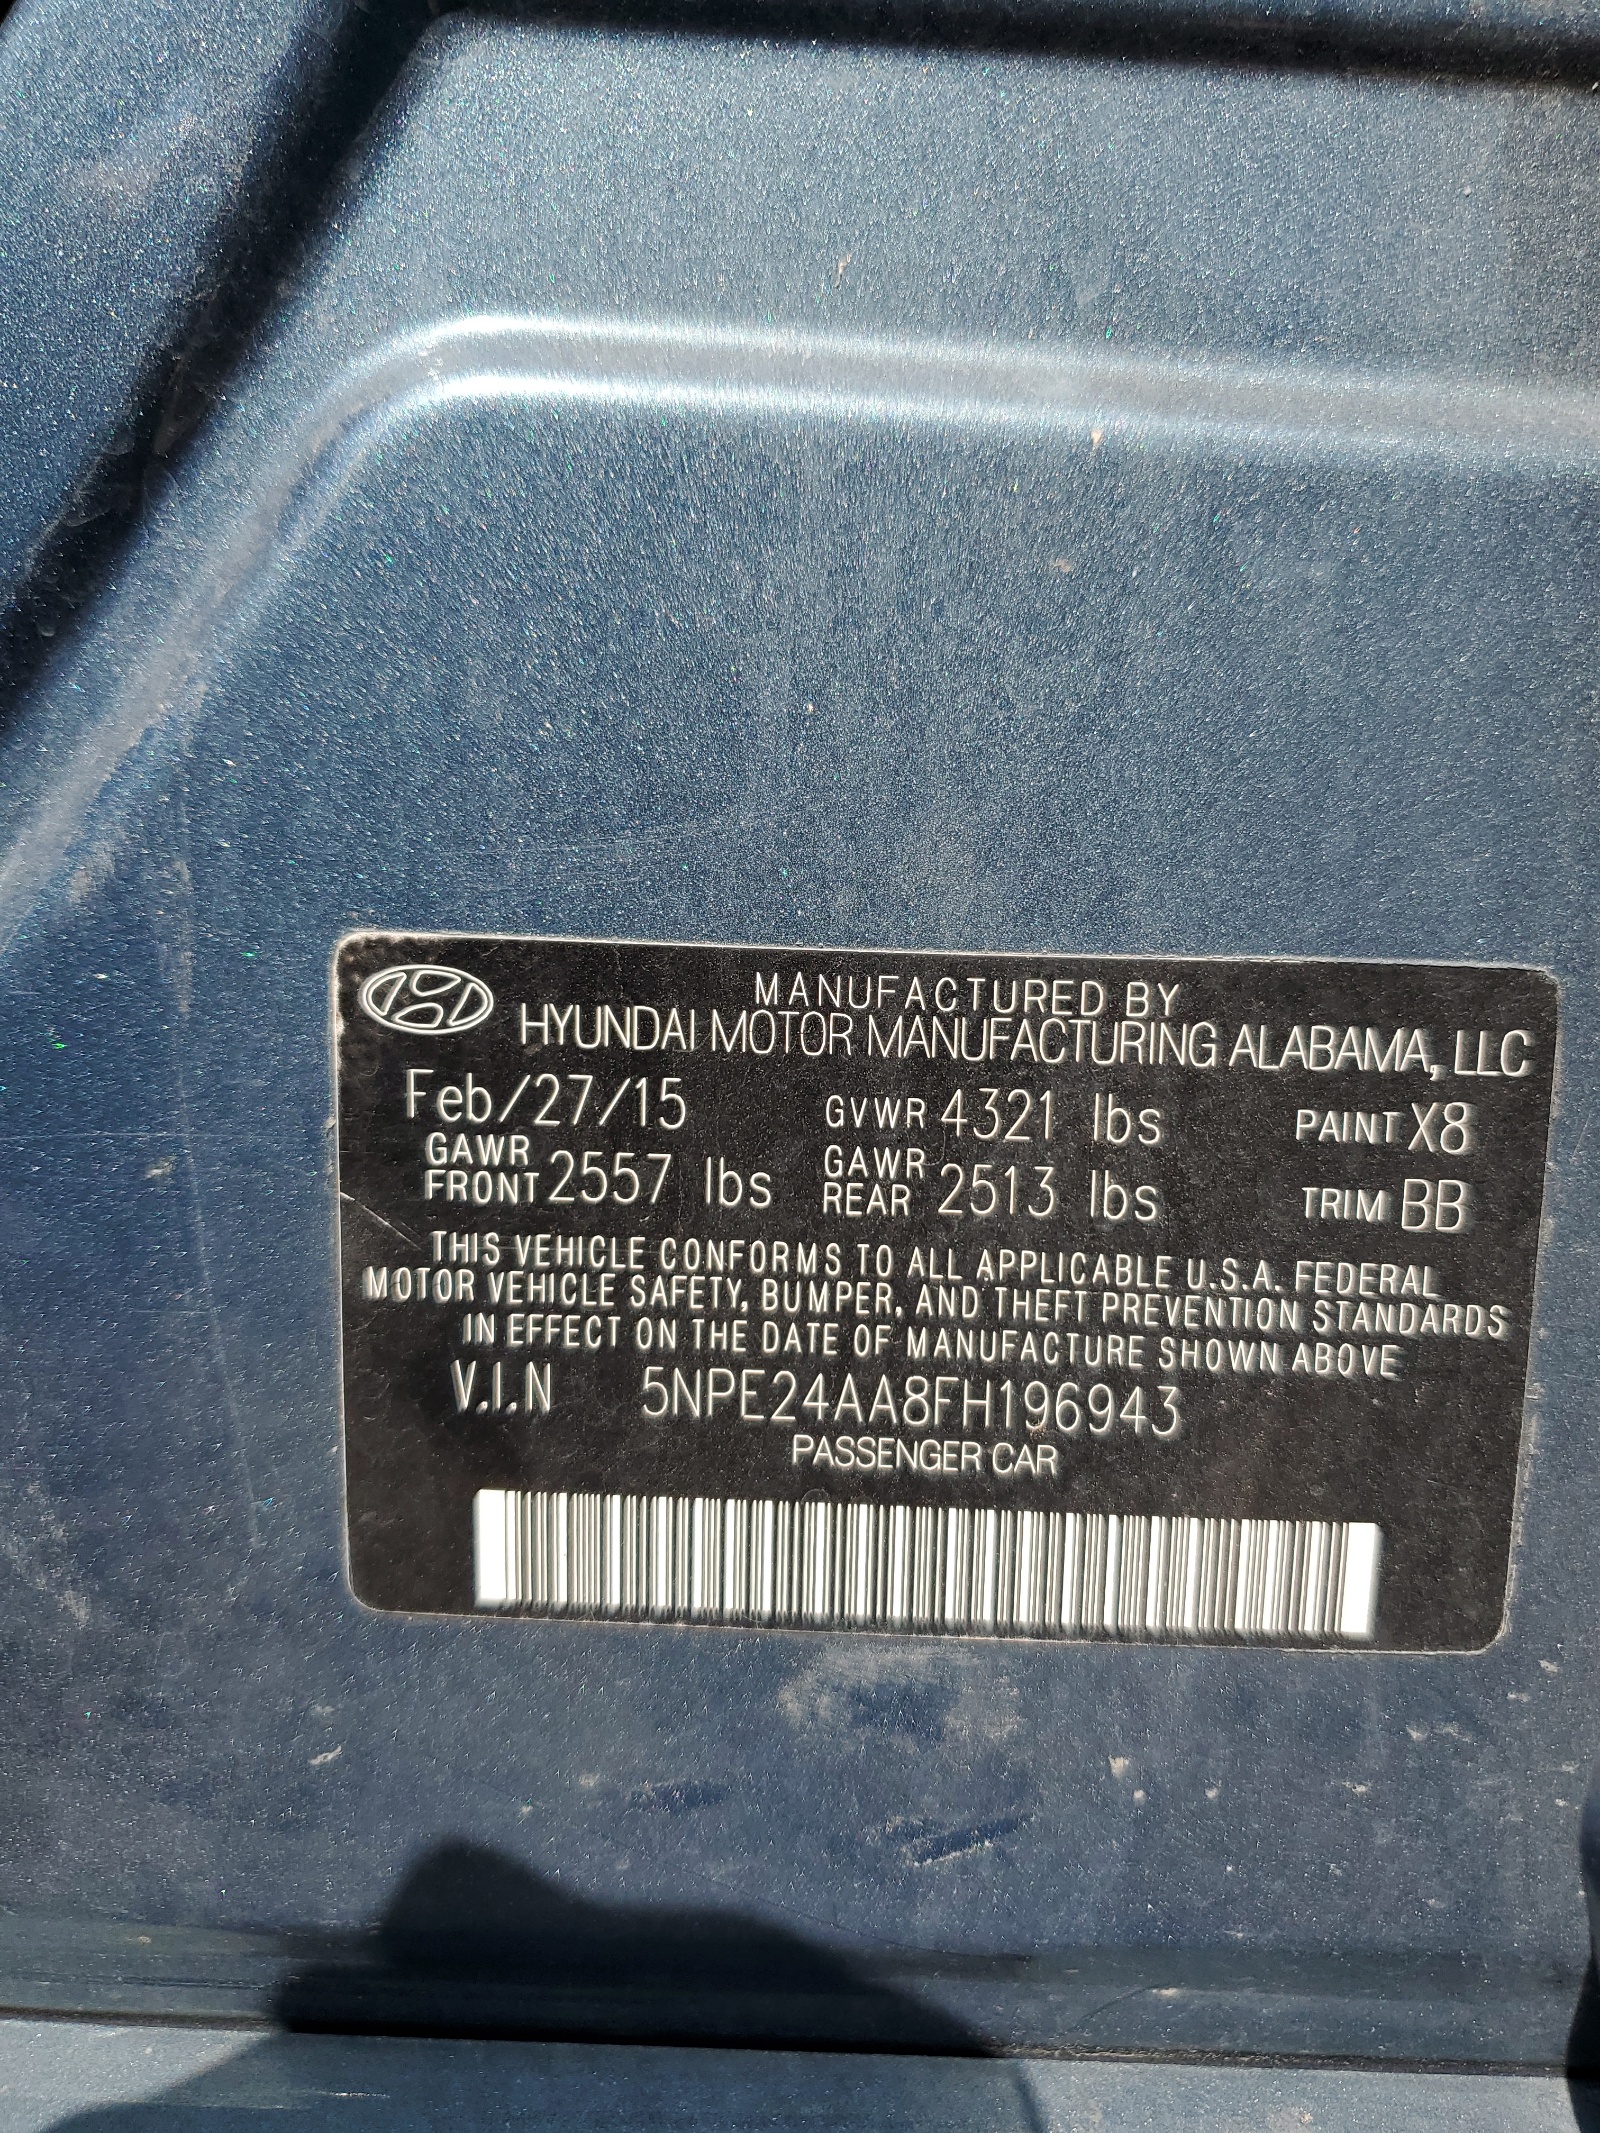 MANUFACTURED BY
HYUNDAI MOTOR MANUFACTURING ALABAMA, LLC
Feb/27/15 GVWR 4321 lbs PAINT X8
GAWR FRONT 2557 lbs GAWR REAR 2513 lbs TRIM BB
THIS VEHICLE CONFORMS TO ALL APPLICABLE U.S.A. FEDERAL
MOTOR VEHICLE SAFETY, BUMPER, AND THEFT PREVENTION STANDARDS
IN EFFECT ON THE DATE OF MANUFACTURE SHOWN ABOVE
V.I.N 5NPE24AA8FH196943
PASSENGER CAR